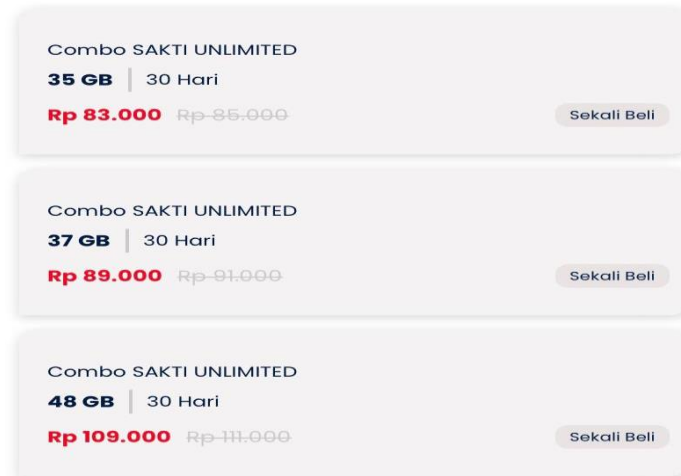 Combo SAKTI UNLIMITED
35 GB | 30 Hari
Rp 83.000 Rp 85.000
Sekali Beli
Combo SAKTI UNLIMITED
37 GB | 30 Hari
Rp 89.000 Rp 91.000
Sekali Beli
Combo SAKTI UNLIMITED
48 GB | 30 Hari
Rp 109.000 Rp 111.000
Sekali Beli